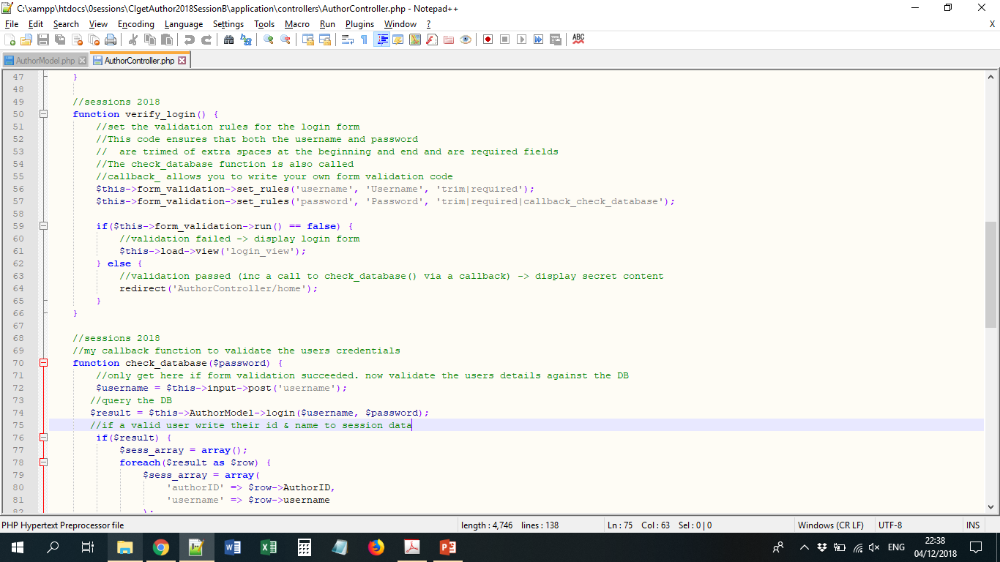 C:\xampp\htdocs\0sessions\CIgetAuthor2018SessionB\application\controllers\AuthorController.php - Notepad++
File Edit Search View Encoding Language Settings Tools Macro Run Plugins Window ? X
AuthorModel.php AuthorController.php
47 }
48
49 //sessions 2018
50 function verify_login() {
51 //set the validation rules for the login form
52 //This code ensures that both the username and password
53 //  are trimed of extra spaces at the beginning and end and are required fields
54 //The check_database function is also called
55 //callback_ allows you to write your own form validation code
56 $this->form_validation->set_rules('username', 'Username', 'trim|required');
57 $this->form_validation->set_rules('password', 'Password', 'trim|required|callback_check_database');
58
59 if($this->form_validation->run() == false) {
60 //validation failed -> display login form
61 $this->load->view('login_view');
62 } else {
63 //validation passed (inc a call to check_database() via a callback) -> display secret content
64 redirect('AuthorController/home');
65 }
66 }
67
68 //sessions 2018
69 //my callback function to validate the users credentials
70 function check_database($password) {
71 //only get here if form validation succeeded. now validate the users details against the DB
72 $username = $this->input->post('username');
73 //query the DB
74 $result = $this->AuthorModel->login($username, $password);
75 //if a valid user write their id & name to session data
76 if($result) {
77 $sess_array = array();
78 foreach($result as $row) {
79 $sess_array = array(
80 'authorID' => $row->AuthorID,
81 'username' => $row->username
82 );
PHP Hypertext Preprocessor file length : 4,746 lines : 138 Ln : 75 Col : 63 Sel : 0 | 0 Windows (CR LF) UTF-8 INS
ENG 22:38
04/12/2018